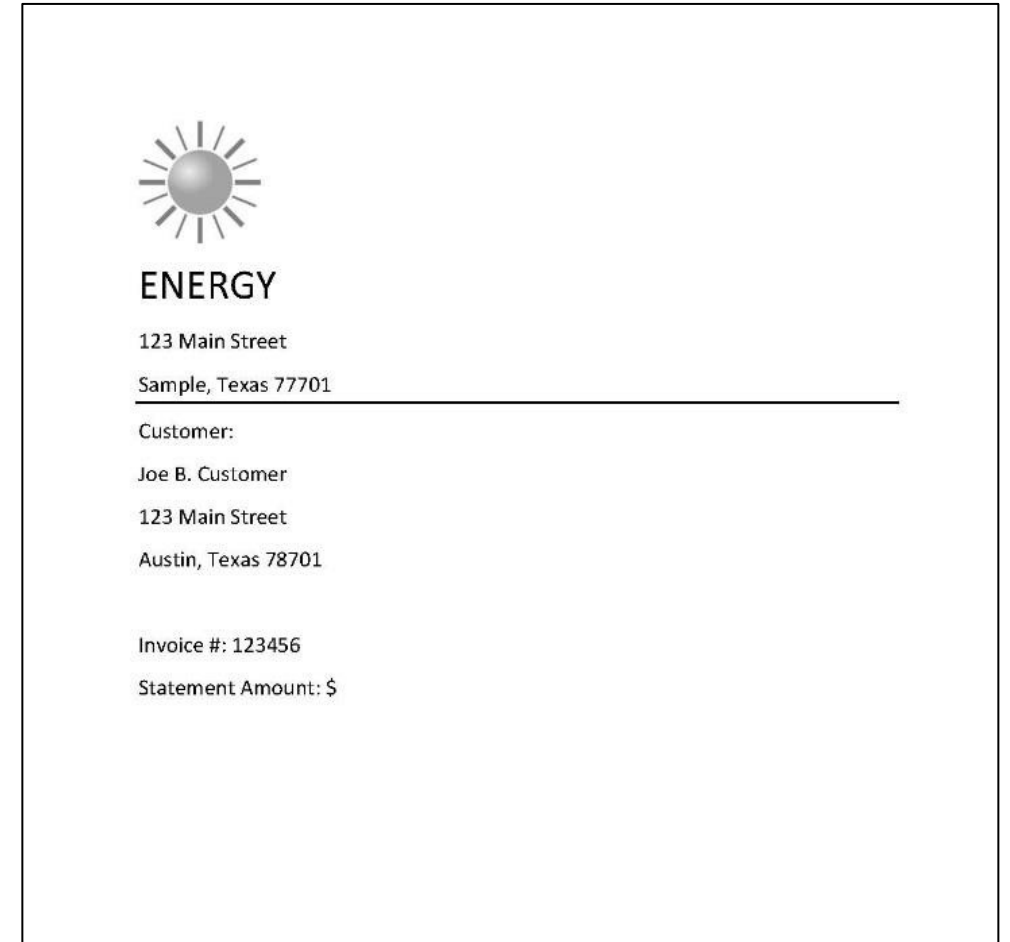 ENERGY
123 Main Street
Sample, Texas 77701
Customer:
Joe B. Customer
123 Main Street
Austin, Texas 78701
Invoice #: 123456
Statement Amount: $